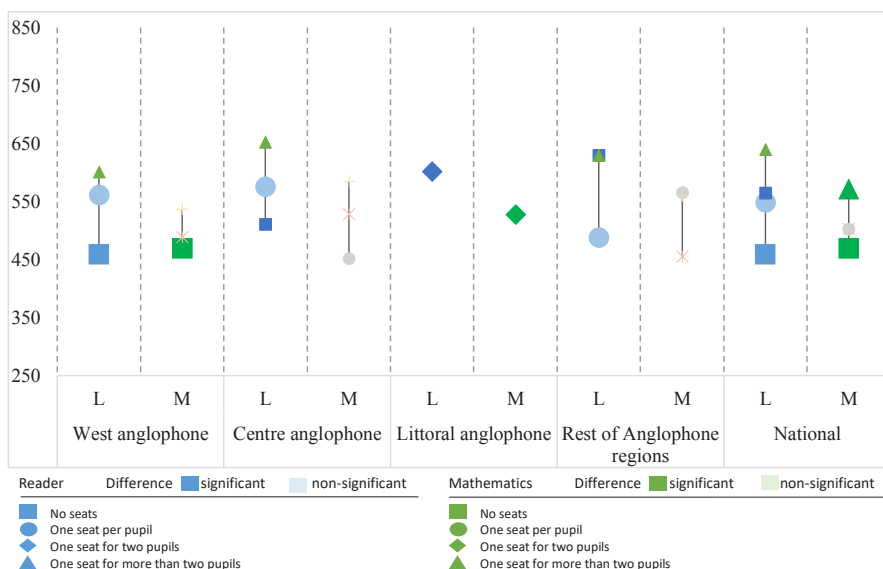 850
750
650
550
450
350
250
L M L M L M L M L M
West anglophone Centre anglophone Littoral anglophone Rest of Anglophone regions National
Reader Difference significant non-significant
No seats
One seat per pupil
One seat for two pupils
One seat for more than two pupils
Mathematics Difference significant non-significant
No seats
One seat per pupil
One seat for two pupils
One seat for more than two pupils